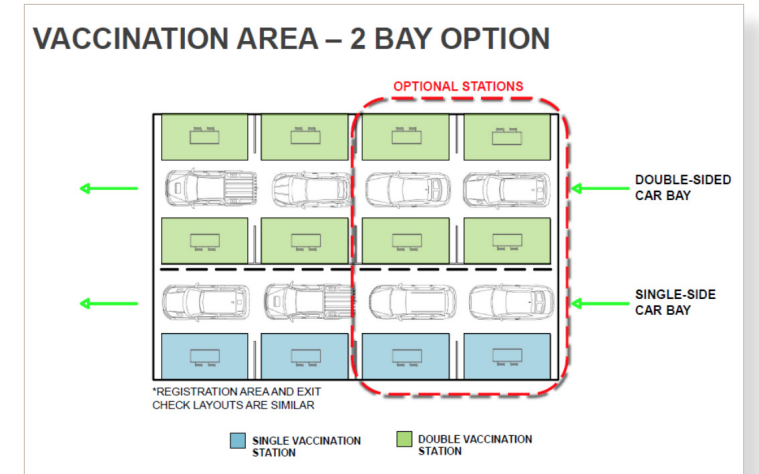 VACCINATION AREA – 2 BAY OPTION
OPTIONAL STATIONS
DOUBLE-SIDED
CAR BAY
SINGLE-SIDE
CAR BAY
*REGISTRATION AREA AND EXIT
CHECK LAYOUTS ARE SIMILAR
SINGLE VACCINATION
STATION
DOUBLE VACCINATION
STATION